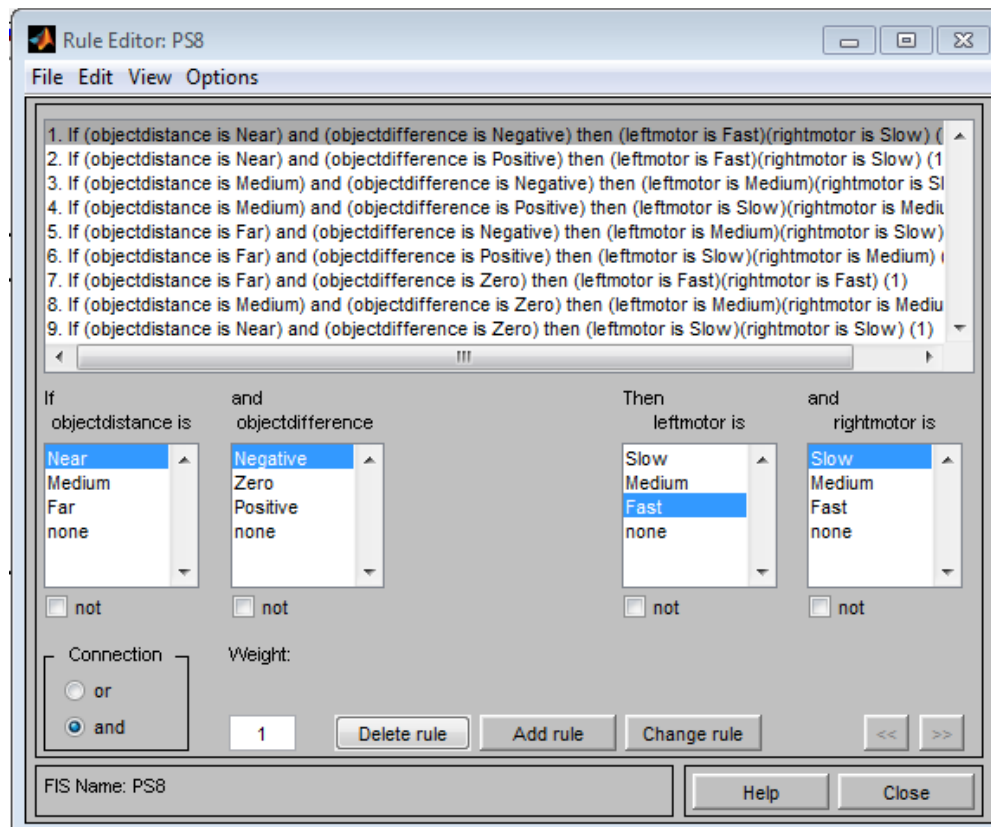 Rule Editor: PS8
File Edit View Options
1. If (objectdistance is Near) and (objectdifference is Negative) then (leftmotor is Fast)(rightmotor is Slow) (
2. If (objectdistance is Near) and (objectdifference is Positive) then (leftmotor is Fast)(rightmotor is Slow) (1
3. If (objectdistance is Medium) and (objectdifference is Negative) then (leftmotor is Medium)(rightmotor is Sl
4. If (objectdistance is Medium) and (objectdifference is Positive) then (leftmotor is Slow)(rightmotor is Mediu
5. If (objectdistance is Far) and (objectdifference is Negative) then (leftmotor is Medium)(rightmotor is Slow)
6. If (objectdistance is Far) and (objectdifference is Positive) then (leftmotor is Slow)(rightmotor is Medium) (
7. If (objectdistance is Far) and (objectdifference is Zero) then (leftmotor is Fast)(rightmotor is Fast) (1)
8. If (objectdistance is Medium) and (objectdifference is Zero) then (leftmotor is Medium)(rightmotor is Mediu
9. If (objectdistance is Near) and (objectdifference is Zero) then (leftmotor is Slow)(rightmotor is Slow) (1)
If
objectdistance is
Near
Medium
Far
none
not
and
objectdifference
Negative
Zero
Positive
none
not
Then
leftmotor is
Slow
Medium
Fast
none
not
and
rightmotor is
Slow
Medium
Fast
none
not
Connection
or
and
Weight:
1
Delete rule
Add rule
Change rule
<<
>>
FIS Name: PS8
Help
Close